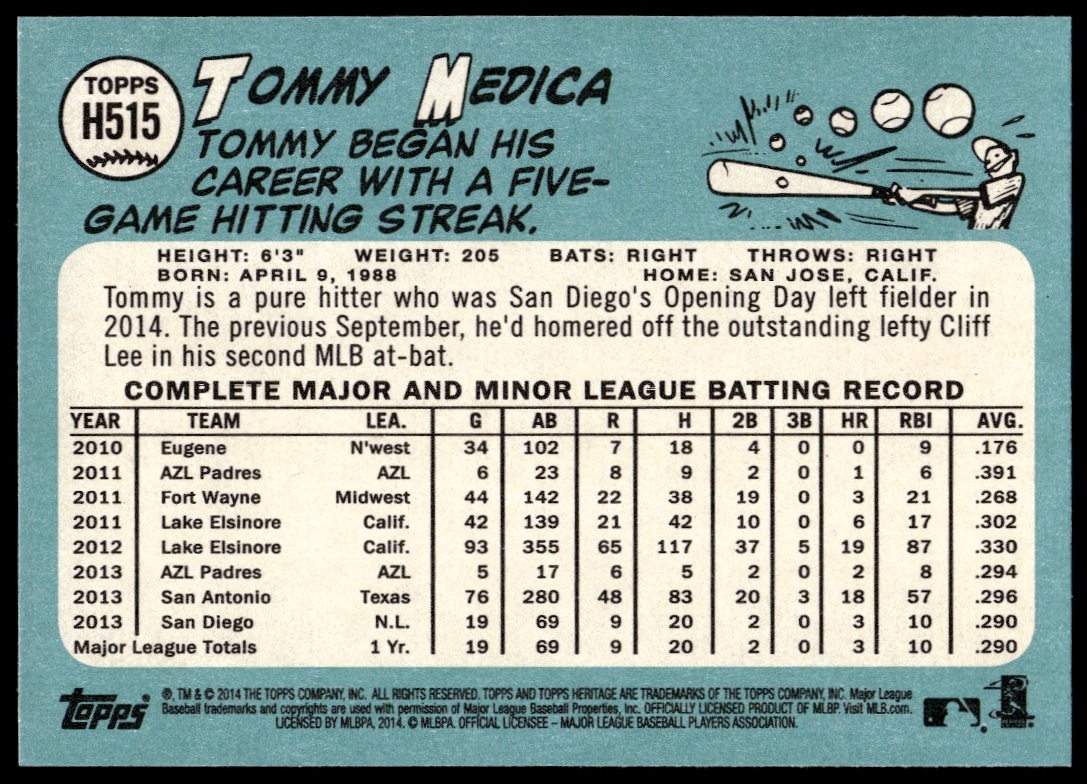 TOPPS
H515
TOMMY MEDICA
TOMMY BEGAN HIS
CAREER WITH A FIVE-
GAME HITTING STREAK.
HEIGHT: 6'3" WEIGHT: 205 BATS: RIGHT THROWS: RIGHT
BORN: APRIL 9, 1988 HOME: SAN JOSE, CALIF.
Tommy is a pure hitter who was San Diego's Opening Day left fielder in
2014. The previous September, he'd homered off the outstanding lefty Cliff
Lee in his second MLB at-bat.
COMPLETE MAJOR AND MINOR LEAGUE BATTING RECORD
YEAR TEAM LEA. G AB R H 2B 3B HR RBI AVG.
2010 Eugene N'west 34 102 7 18 4 0 0 9 .176
2011 AZL Padres AZL 6 23 8 9 2 0 1 6 .391
2011 Fort Wayne Midwest 44 142 22 38 19 0 3 21 .268
2011 Lake Elsinore Calif. 42 139 21 42 10 0 6 17 .302
2012 Lake Elsinore Calif. 93 355 65 117 37 5 19 87 .330
2013 AZL Padres AZL 5 17 6 5 2 0 2 8 .294
2013 San Antonio Texas 76 280 48 83 20 3 18 57 .296
2013 San Diego N.L. 19 69 9 20 2 0 3 10 .290
Major League Totals 1 Yr. 19 69 9 20 2 0 3 10 .290
Topps
®, TM & © 2014 THE TOPPS COMPANY, INC. ALL RIGHTS RESERVED. TOPPS AND TOPPS HERITAGE ARE TRADEMARKS OF THE TOPPS COMPANY, INC. Major League
Baseball trademarks and copyrights are used with permission of Major League Baseball Properties, Inc. OFFICIALLY LICENSED PRODUCT OF MLBP. Visit MLB.com.
LICENSED BY MLBPA, 2014. © MLBPA. OFFICIAL LICENSEE – MAJOR LEAGUE BASEBALL PLAYERS ASSOCIATION.